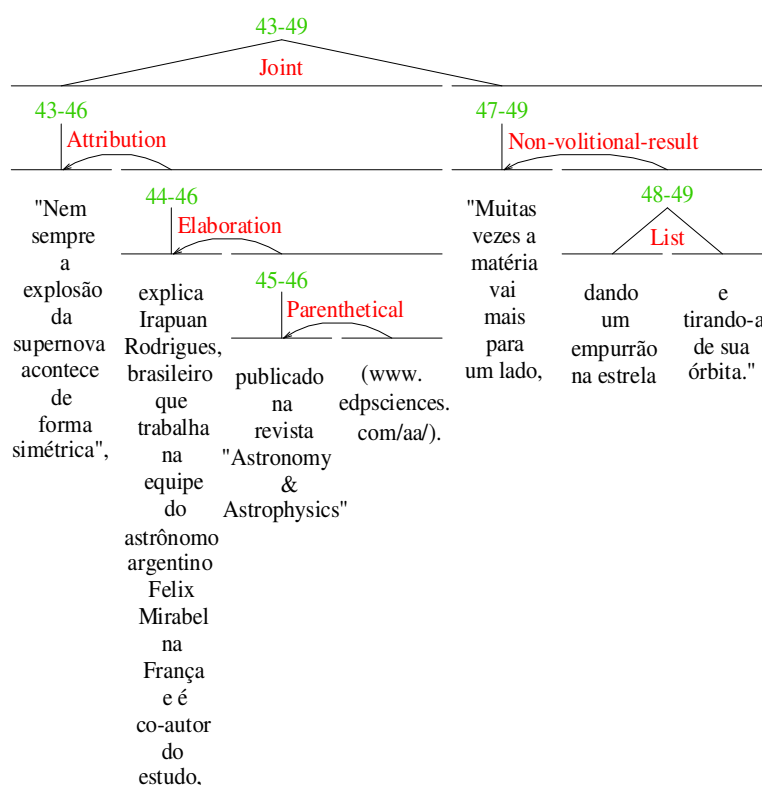 43-49
Joint
43-46
Attribution
47-49
Non-volitional-result
"Nem
sempre
a
explosão
da
supernova
acontece
de
forma
simétrica",
44-46
Elaboration
explica
Irapuan
Rodrigues,
brasileiro
que
trabalha
na
equipe
do
astrônomo
argentino
Felix
Mirabel
na
França
e é
co-autor
do
estudo,
45-46
Parenthetical
publicado
na
revista
"Astronomy
&
Astrophysics"
(www.
edpsciences.
com/aa/).
"Muitas
vezes a
matéria
vai
mais
para
um lado,
48-49
List
dando
um
empurrão
na estrela
e
tirando-a
de sua
órbita."